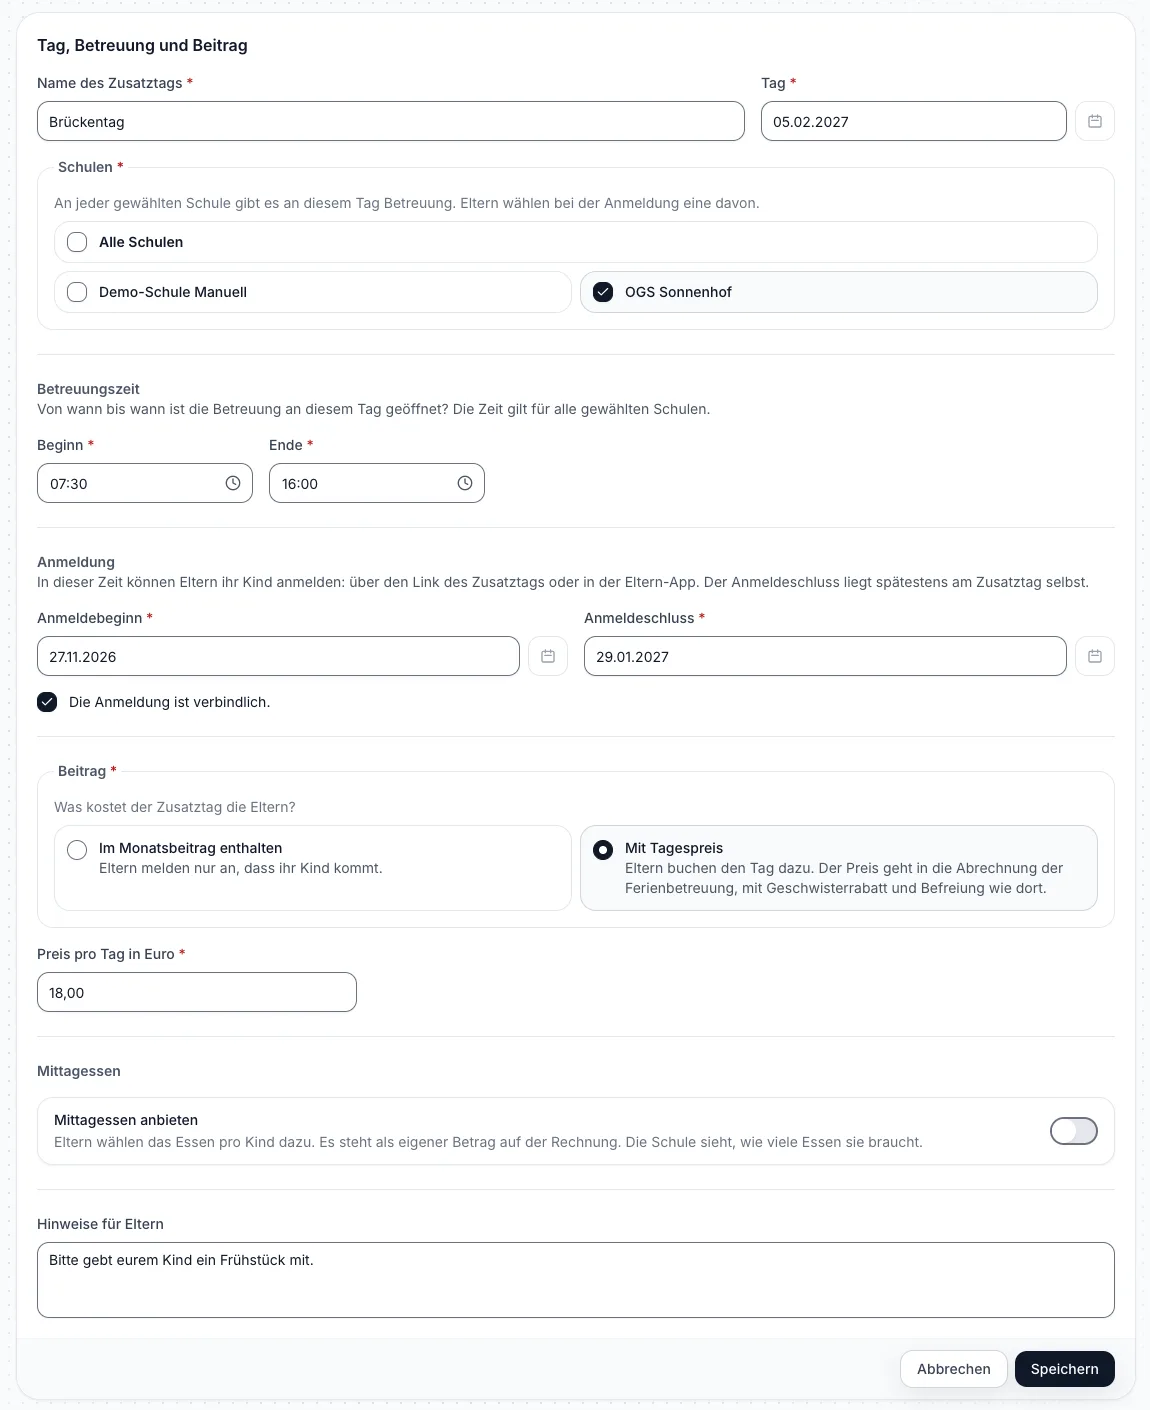 Tag, Betreuung und Beitrag
Name des Zusatztags *
Tag *
Brückentag
05.02.2027
Schulen *
An jeder gewählten Schule gibt es an diesem Tag Betreuung. Eltern wählen bei der Anmeldung eine davon.
Alle Schulen
Demo-Schule Manuell
OGS Sonnenhof
Betreuungszeit
Von wann bis wann ist die Betreuung an diesem Tag geöffnet? Die Zeit gilt für alle gewählten Schulen.
Beginn *
Ende *
07:30
16:00
Anmeldung
In dieser Zeit können Eltern ihr Kind anmelden: über den Link des Zusatztags oder in der Eltern-App. Der Anmeldeschluss liegt spätestens am Zusatztag selbst.
Anmeldebeginn *
Anmeldeschluss *
27.11.2026
29.01.2027
Die Anmeldung ist verbindlich.
Beitrag *
Was kostet der Zusatztag die Eltern?
Im Monatsbeitrag enthalten
Eltern melden nur an, dass ihr Kind kommt.
Mit Tagespreis
Eltern buchen den Tag dazu. Der Preis geht in die Abrechnung der
Ferienbetreuung, mit Geschwisterrabatt und Befreiung wie dort.
Preis pro Tag in Euro *
18,00
Mittagessen
Mittagessen anbieten
Eltern wählen das Essen pro Kind dazu. Es steht als eigener Betrag auf der Rechnung. Die Schule sieht, wie viele Essen sie braucht.
Hinweise für Eltern
Bitte gebt eurem Kind ein Frühstück mit.
Abbrechen
Speichern